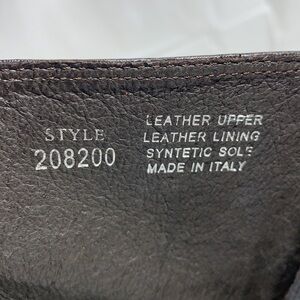 STYLE
208200
LEATHER UPPER
LEATHER LINING
SYNTETIC SOLE
MADE IN ITALY